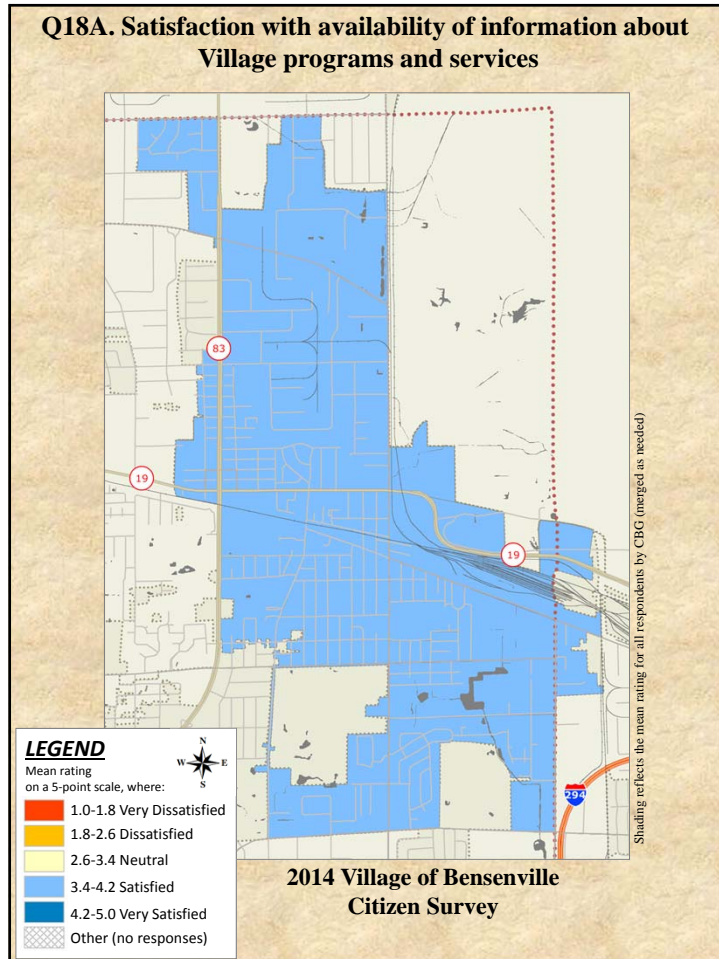 Q18A. Satisfaction with availability of information about
Village programs and services
83
19
19
294
Shading reflects the mean rating for all respondents by CBG (merged as needed)
LEGEND
Mean rating
on a 5-point scale, where:
N
W E
S
1.0-1.8 Very Dissatisfied
1.8-2.6 Dissatisfied
2.6-3.4 Neutral
3.4-4.2 Satisfied
4.2-5.0 Very Satisfied
Other (no responses)
2014 Village of Bensenville
Citizen Survey